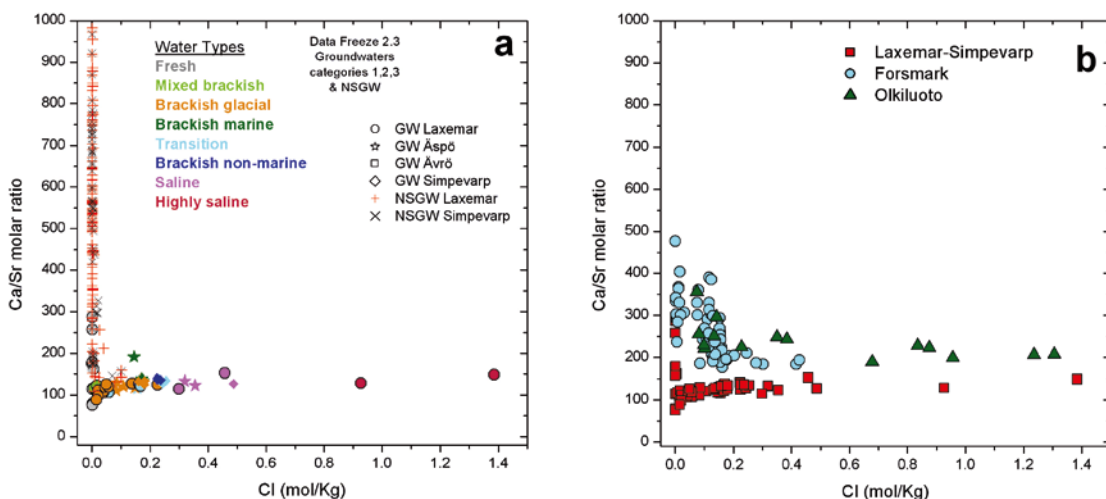 a
Water Types
Fresh
Mixed brackish
Brackish glacial
Brackish marine
Transition
Brackish non-marine
Saline
Highly saline
Data Freeze 2.3
Groundwaters
categories 1,2,3
& NSGW
GW Laxemar
GW Äspö
GW Ävrö
GW Simpevarp
NSGW Laxemar
NSGW Simpevarp
Ca/Sr molar ratio
1000
900
800
700
600
500
400
300
200
100
0
0.0 0.2 0.4 0.6 0.8 1.0 1.2 1.4
Cl (mol/Kg)
b
Laxemar-Simpevarp
Forsmark
Olkiluoto
Ca/Sr molar ratio
1000
900
800
700
600
500
400
300
200
100
0
0.0 0.2 0.4 0.6 0.8 1.0 1.2 1.4
Cl (mol/Kg)